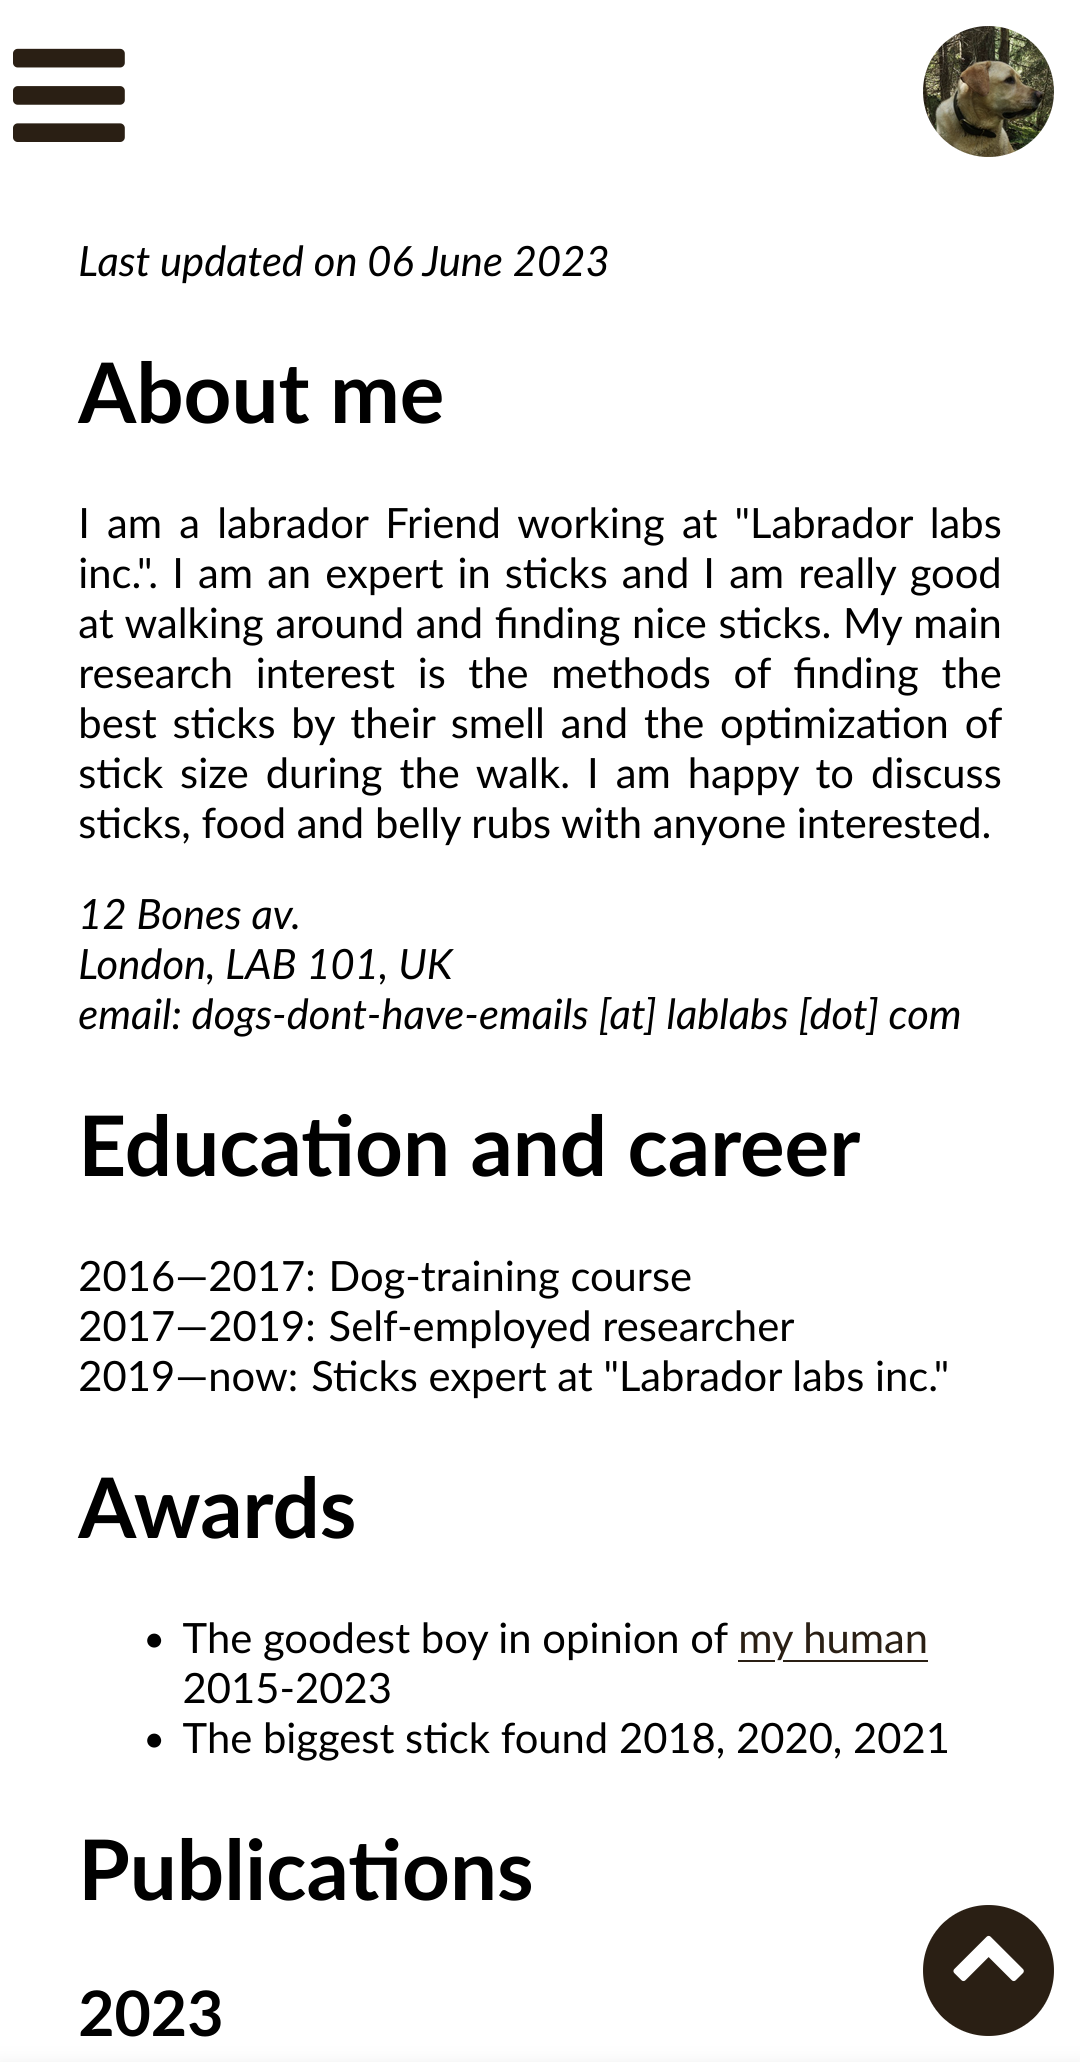 Last updated on 06 June 2023
About me
I am a labrador Friend working at "Labrador labs
inc.". I am an expert in sticks and I am really good
at walking around and finding nice sticks. My main
research interest is the methods of finding the
best sticks by their smell and the optimization of
stick size during the walk. I am happy to discuss
sticks, food and belly rubs with anyone interested.
12 Bones av.
London, LAB 101, UK
email: dogs-dont-have-emails [at] lablabs [dot] com
Education and career
2016—2017: Dog-training course
2017—2019: Self-employed researcher
2019—now: Sticks expert at "Labrador labs inc."
Awards
• The goodest boy in opinion of my human
2015-2023
• The biggest stick found 2018, 2020, 2021
Publications
2023